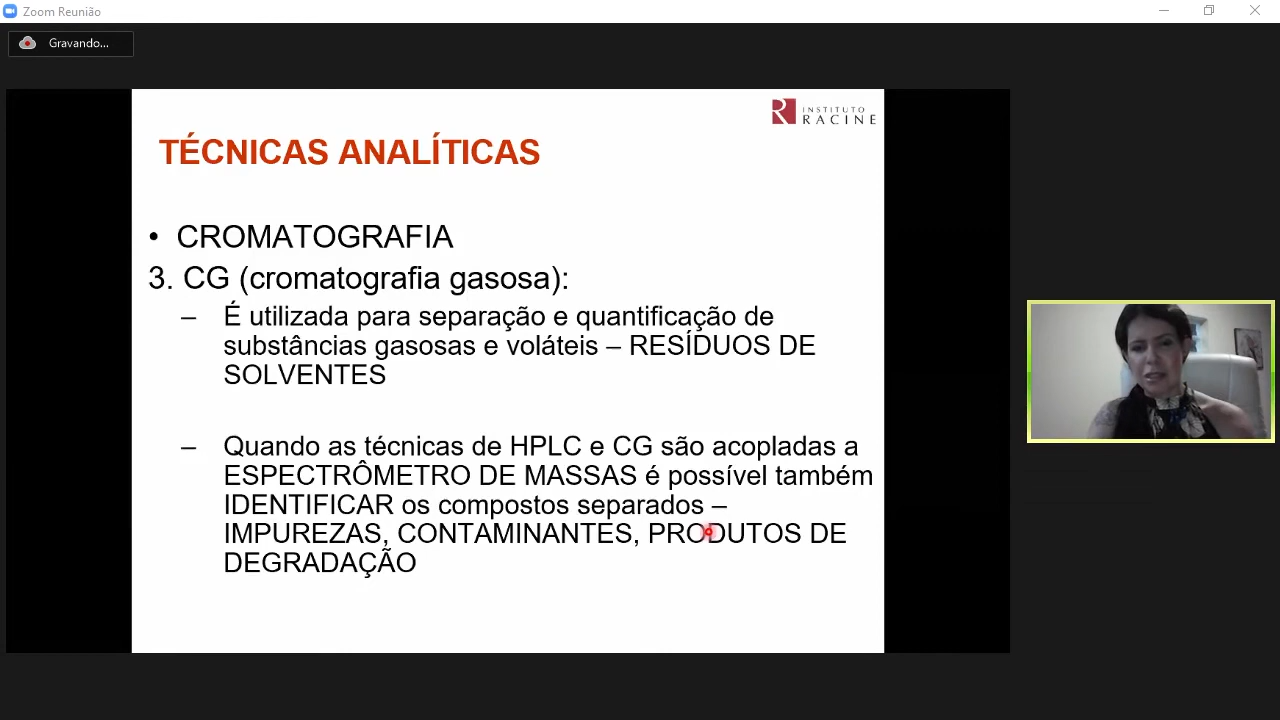 Zoom Reunião
Gravando...
INSTITUTO
RACINE
TÉCNICAS ANALÍTICAS
• CROMATOGRAFIA
3. CG (cromatografia gasosa):
– É utilizada para separação e quantificação de
substâncias gasosas e voláteis – RESÍDUOS DE
SOLVENTES
– Quando as técnicas de HPLC e CG são acopladas a
ESPECTRÔMETRO DE MASSAS é possível também
IDENTIFICAR os compostos separados –
IMPUREZAS, CONTAMINANTES, PRODUTOS DE
DEGRADAÇÃO